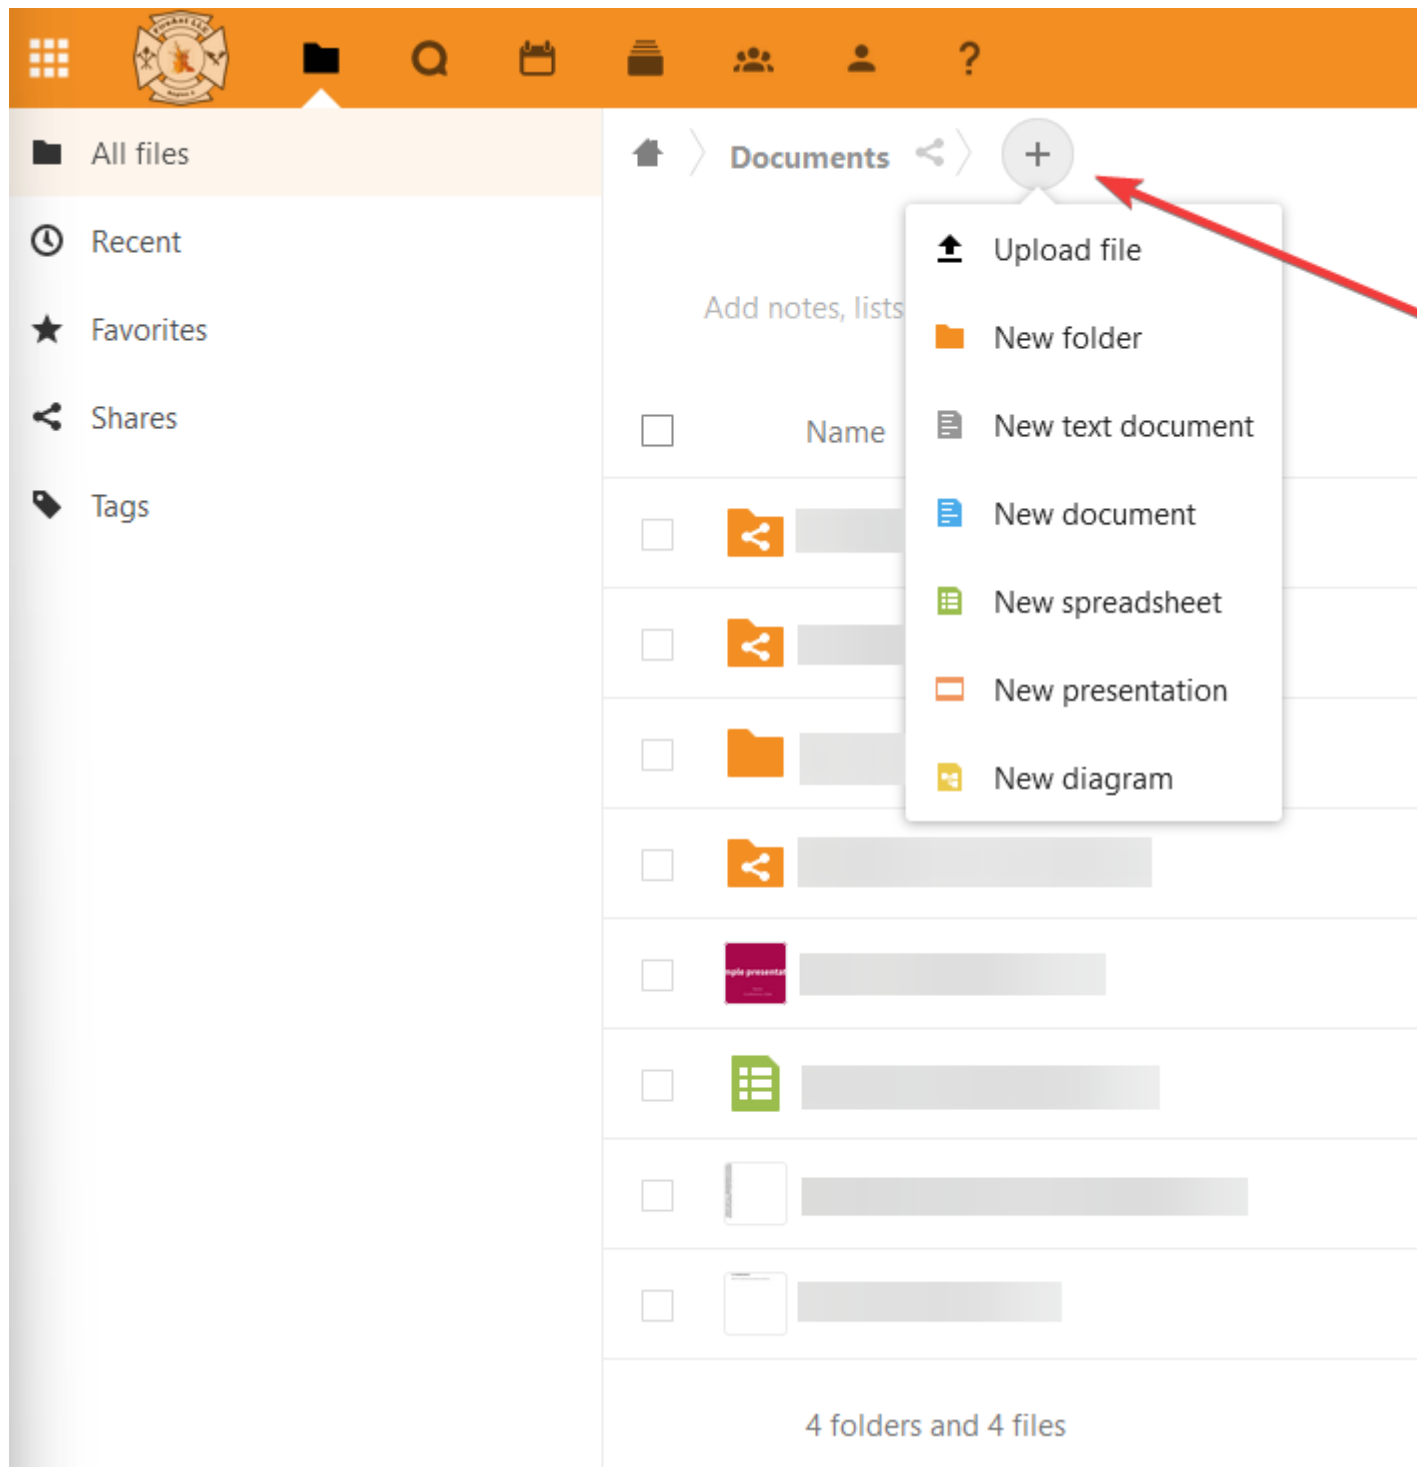 All files
Recent
Favorites
Shares
Tags
Documents
Upload file
New folder
New text document
New document
New spreadsheet
New presentation
New diagram
Add notes, lists
Name
4 folders and 4 files